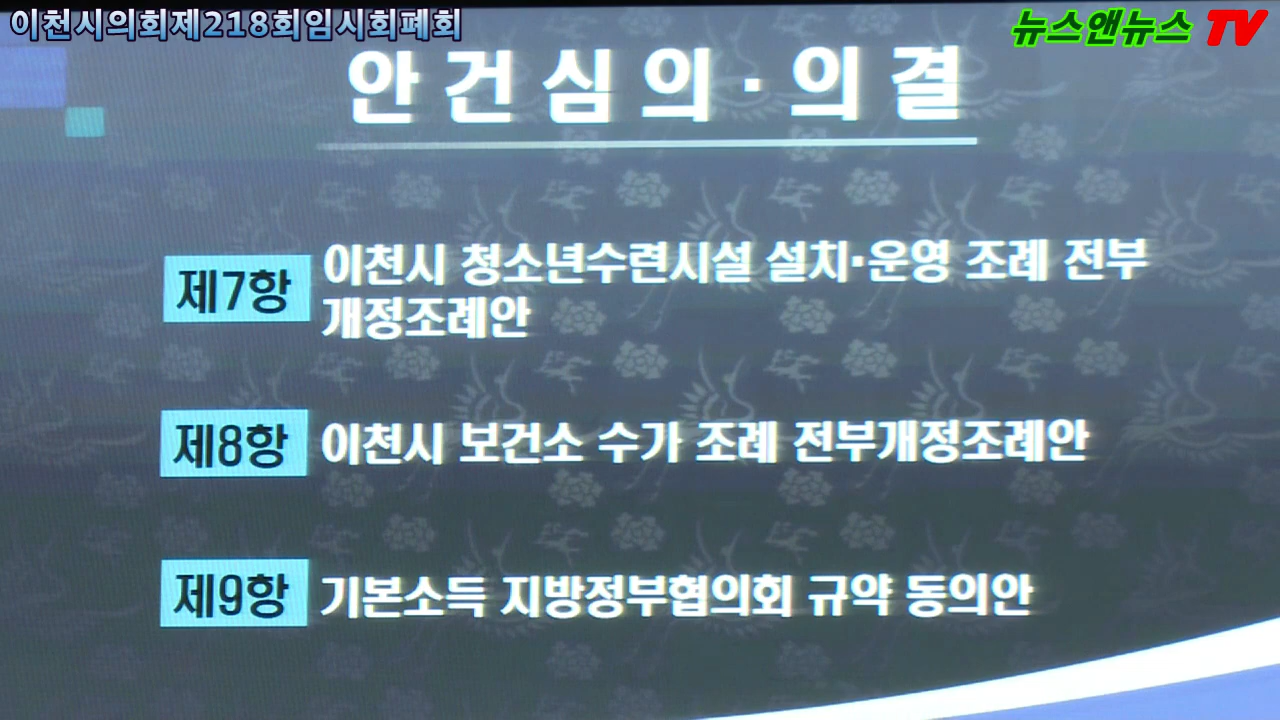 이천시의회제218회임시회폐회
뉴스앤뉴스 TV
안건심의·의결
제7항
이천시 청소년수련시설 설치·운영 조례 전부
개정조례안
제8항
이천시 보건소 수가 조례 전부개정조례안
제9항
기본소득 지방정부협의회 규약 동의안